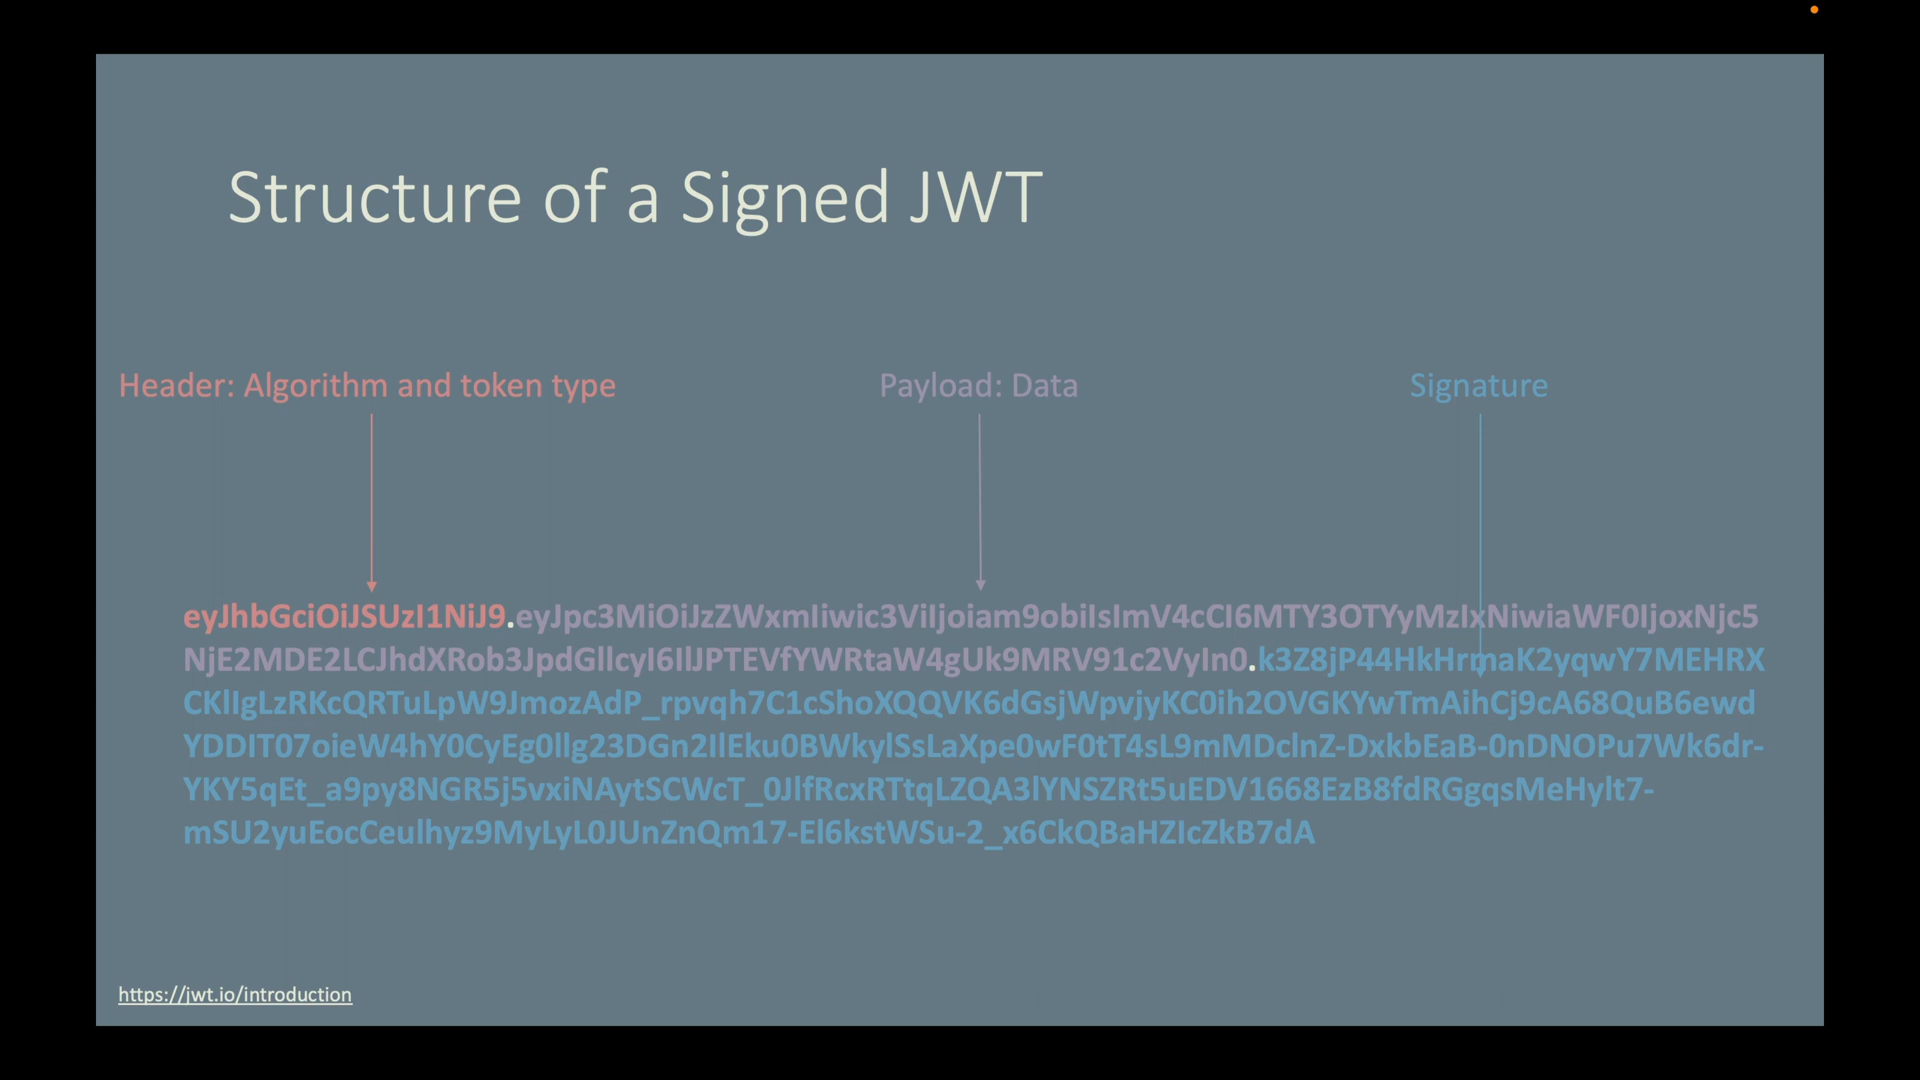 Structure of a Signed JWT
Header: Algorithm and token type
Payload: Data
Signature
eyJhbGciOiJSUzI1NiJ9.eyJpc3MiOiJzZWxmIiwic3ViIjoiam9obiIsImV4cCI6MTY3OTYyMzIxNiwiaWF0IjoxNjc5
NjE2MDE2LCJhdXRob3JpdGllcyI6IlJPTEVfYWRtaW4gUk9MRV91c2VyIn0.k3Z8jP44HkHrmaK2yqwY7MEHRX
CKlIgLzRKcQRTuLpW9JmozAdP_rpvqh7C1cShoXQQVK6dGsjWpvjyKC0ih2OVGKYwTmAihCj9cA68QuB6ewd
YDDIT07oieW4hY0CyEg0llg23DGn2IlEku0BWkylSsLaXpe0wF0tT4sL9mMDclnZ-DxkbEaB-0nDNOPu7Wk6dr-
YKY5qEt_a9py8NGR5j5vxiNAytSCWcT_0JlfRcxRTtqLZQA3lYNSZRt5uEDV1668EzB8fdRGgqsMeHylt7-
mSU2yuEocCeulhyz9MyLyL0JUnZnQm17-El6kstWSu-2_x6CkQBaHZIcZkB7dA
https://jwt.io/introduction